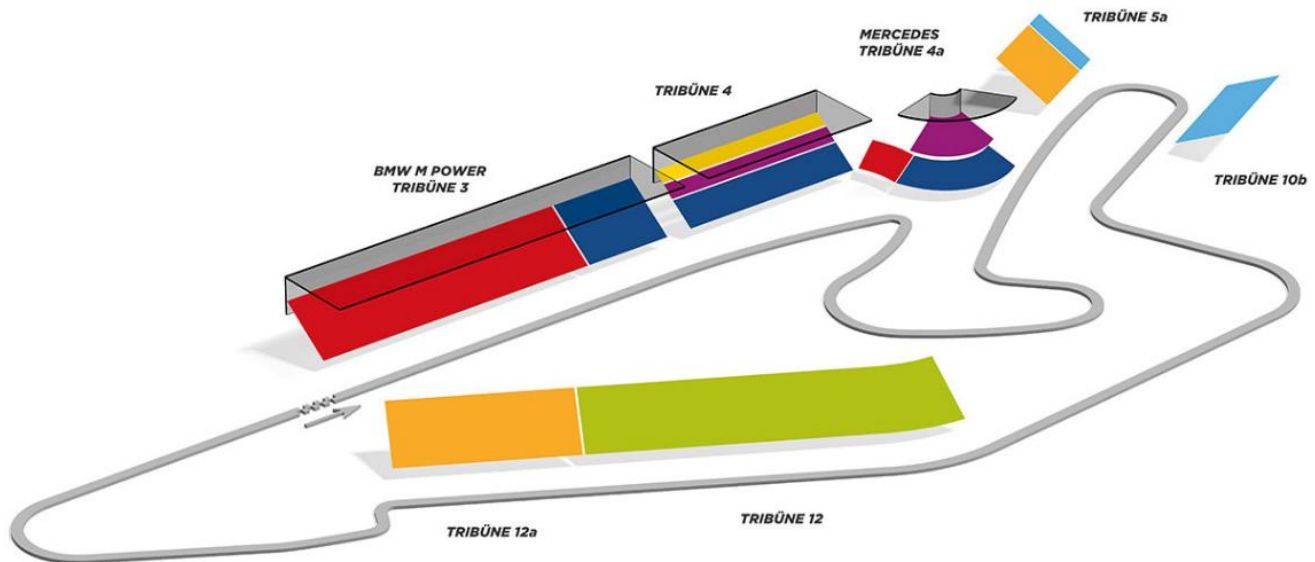 TRIBÜNE 5a
MERCEDES
TRIBÜNE 4a
TRIBÜNE 4
BMW M POWER
TRIBÜNE 3
TRIBÜNE 10b
TRIBÜNE 12a
TRIBÜNE 12